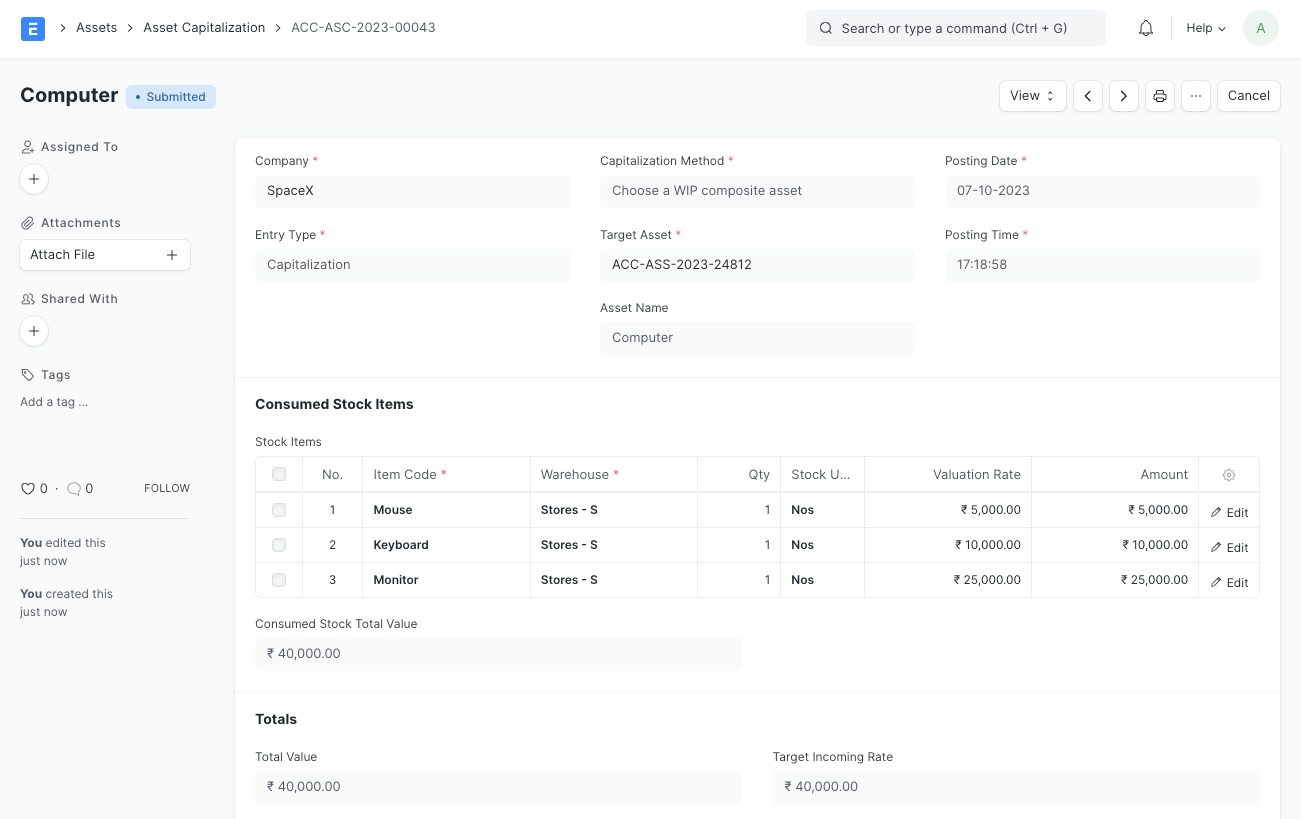 E > Assets > Asset Capitalization > ACC-ASC-2023-00043 Search or type a command (Ctrl + G) Help A
Computer • Submitted View ··· Cancel
Assigned To
Attachments
Attach File
Shared With
Tags
Add a tag ...
0 · 0 FOLLOW
You edited this
just now
You created this
just now
Company * Capitalization Method * Posting Date *
SpaceX Choose a WIP composite asset 07-10-2023
Entry Type * Target Asset * Posting Time *
Capitalization ACC-ASS-2023-24812 17:18:58
Asset Name
Computer
Consumed Stock Items
Stock Items
No. Item Code * Warehouse * Qty Stock U... Valuation Rate Amount
1 Mouse Stores - S 1 Nos ₹ 5,000.00 ₹ 5,000.00 Edit
2 Keyboard Stores - S 1 Nos ₹ 10,000.00 ₹ 10,000.00 Edit
3 Monitor Stores - S 1 Nos ₹ 25,000.00 ₹ 25,000.00 Edit
Consumed Stock Total Value
₹ 40,000.00
Totals
Total Value Target Incoming Rate
₹ 40,000.00 ₹ 40,000.00